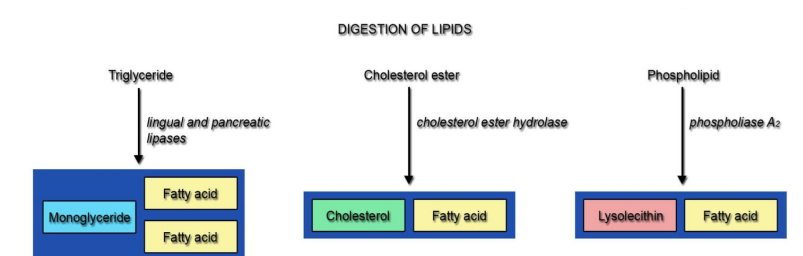 DIGESTION OF LIPIDS
Triglyceride
lingual and pancreatic
lipases
Monoglyceride
Fatty acid
Fatty acid
Cholesterol ester
cholesterol ester hydrolase
Cholesterol
Fatty acid
Phospholipid
phospholiase A₂
Lysolecithin
Fatty acid